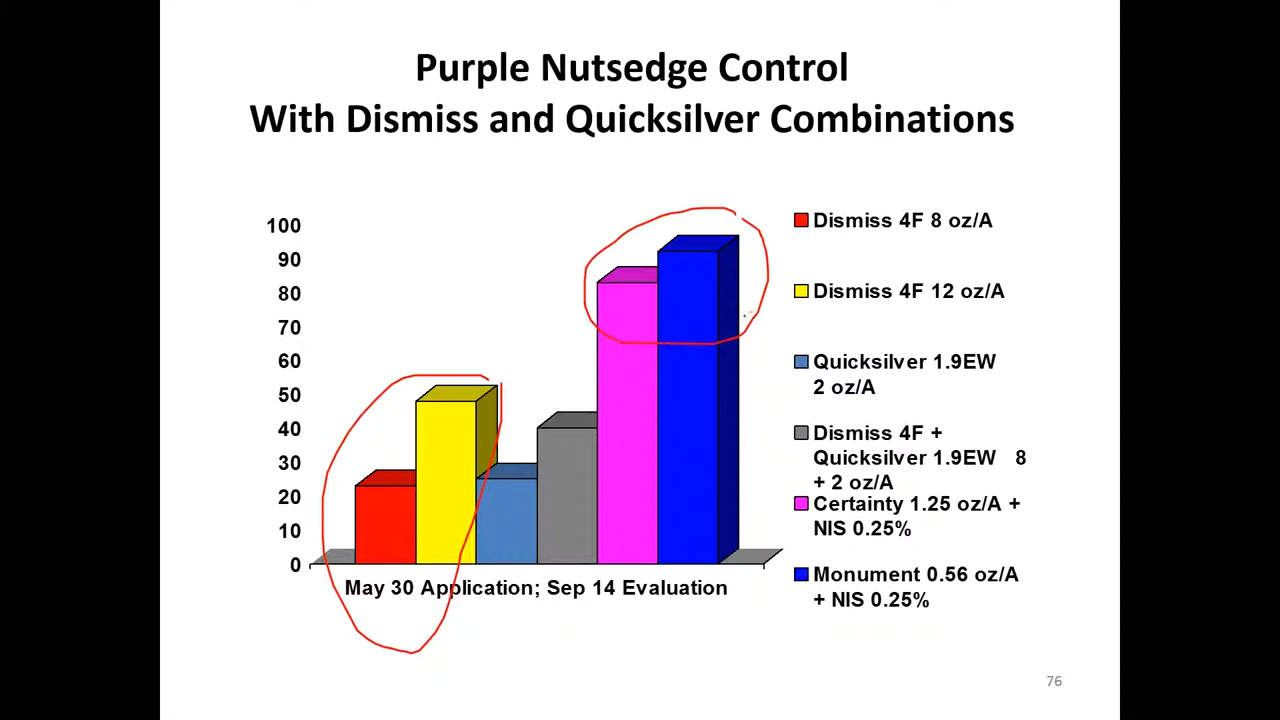 Purple Nutsedge Control
With Dismiss and Quicksilver Combinations
100
90
80
70
60
50
40
30
20
10
0
May 30 Application; Sep 14 Evaluation
Dismiss 4F 8 oz/A
Dismiss 4F 12 oz/A
Quicksilver 1.9EW
2 oz/A
Dismiss 4F +
Quicksilver 1.9EW 8
+ 2 oz/A
Certainty 1.25 oz/A +
NIS 0.25%
Monument 0.56 oz/A
+ NIS 0.25%
76